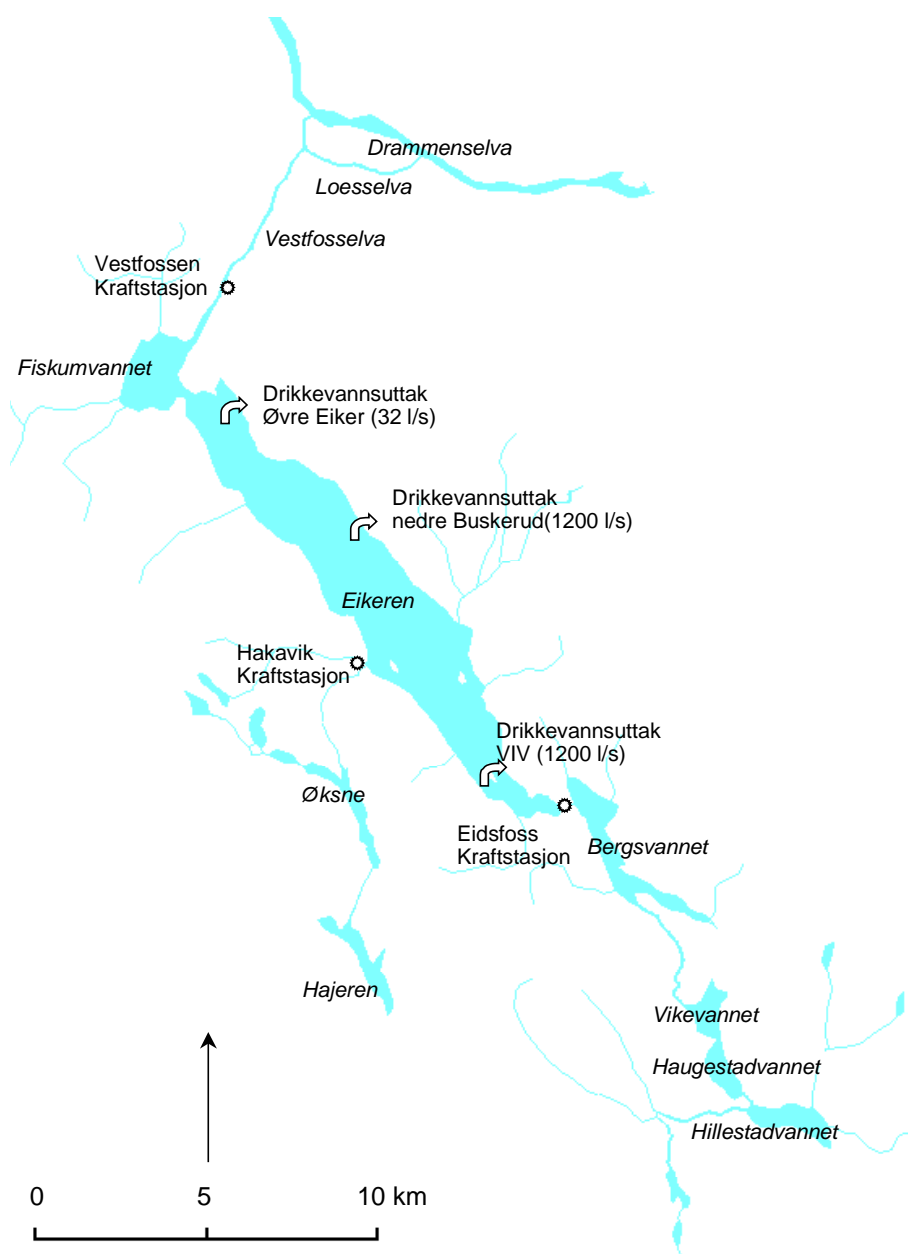 Drammenselva
Loesselva
Vestfosselva
Vestfossen
Kraftstasjon
Fiskumvannet
Drikkevannsuttak
Øvre Eiker (32 l/s)
Drikkevannsuttak
nedre Buskerud(1200 l/s)
Eikeren
Hakavik
Kraftstasjon
Drikkevannsuttak
VIV (1200 l/s)
Øksne
Eidsfoss
Kraftstasjon
Bergsvannet
Hajeren
Vikevannet
Haugestadvannet
Hillestadvannet
0 5 10 km